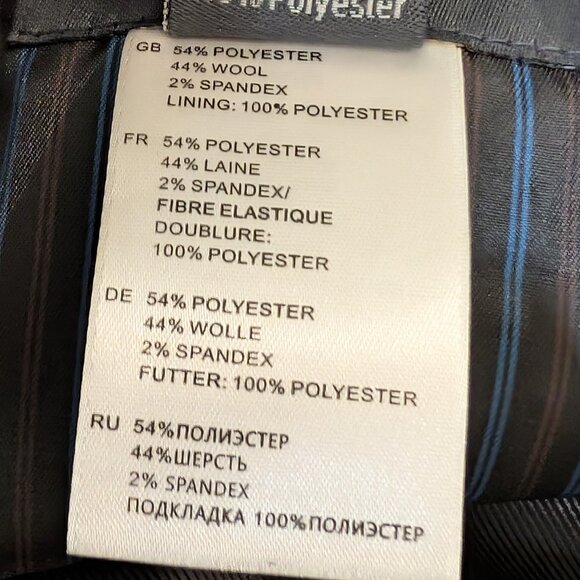 Polyester
GB 54% POLYESTER
44% WOOL
2% SPANDEX
LINING: 100% POLYESTER
FR 54% POLYESTER
44% LAINE
2% SPANDEX/
FIBRE ELASTIQUE
DOUBLURE:
100% POLYESTER
DE 54% POLYESTER
44% WOLLE
2% SPANDEX
FUTTER: 100% POLYESTER
RU 54%ПОЛИЭСТЕР
44%ШЕРСТЬ
2% SPANDEX
ПОДКЛАДКА 100%ПОЛИЭСТЕР